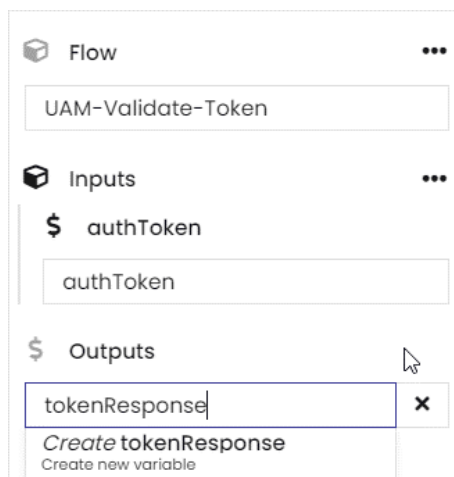 Flow
UAM-Validate-Token
Inputs
$ authToken
authToken
$ Outputs
tokenResponse
Create tokenResponse
Create new variable